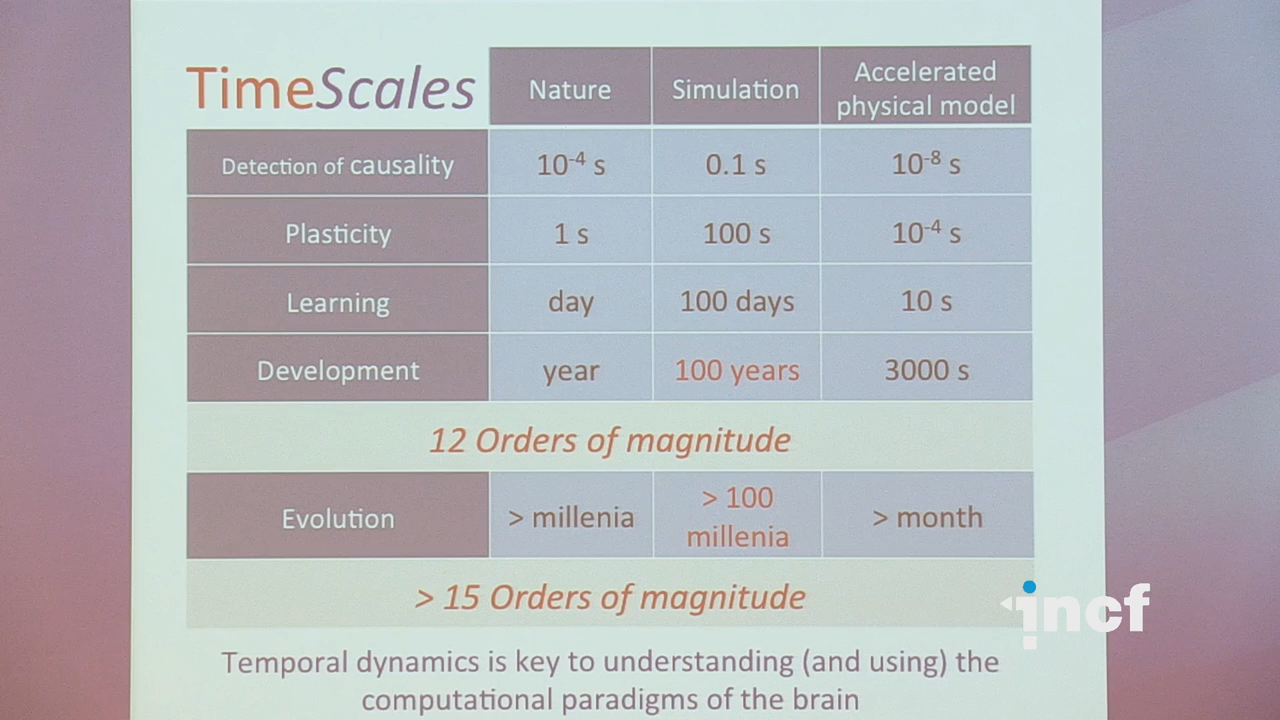 TimeScales
Nature
Simulation
Accelerated
physical model
Detection of causality
10⁻⁴ s
0.1 s
10⁻⁸ s
Plasticity
1 s
100 s
10⁻⁴ s
Learning
day
100 days
10 s
Development
year
100 years
3000 s
12 Orders of magnitude
Evolution
> millenia
> 100
millenia
> month
> 15 Orders of magnitude
incf
Temporal dynamics is key to understanding (and using) the
computational paradigms of the brain